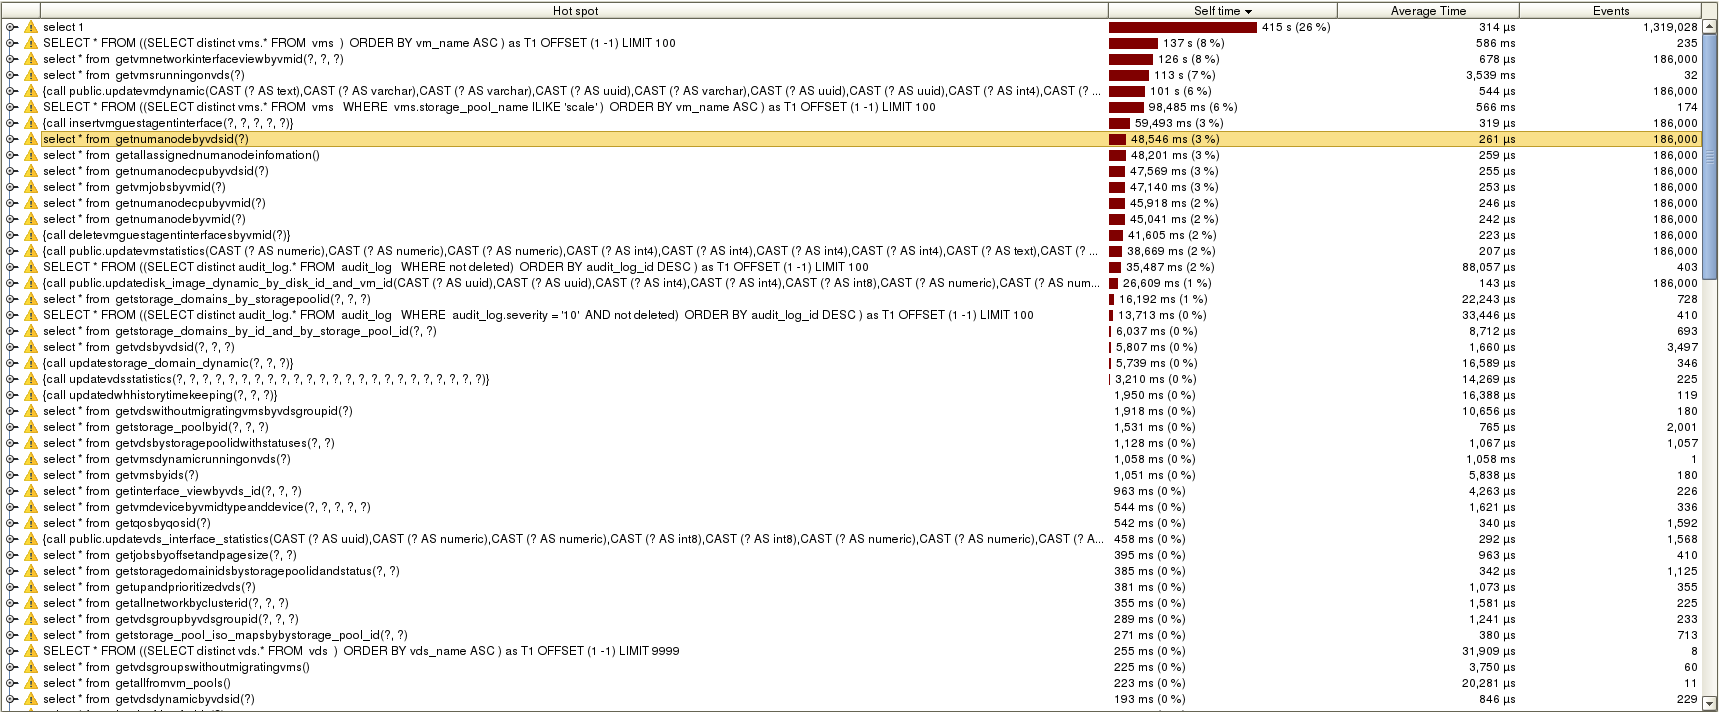 Hot spot Self time Average Time Events
select 1 415 s (26 %) 314 µs 1,319,028
SELECT * FROM ((SELECT distinct vms.* FROM vms ) ORDER BY vm_name ASC ) as T1 OFFSET (1 -1) LIMIT 100 137 s (8 %) 586 ms 235
select * from getvmnetworkinterfaceviewbyvmid(?, ?, ?) 126 s (8 %) 678 µs 186,000
select * from getvmsrunningonvds(?) 113 s (7 %) 3,539 ms 32
{call public.updatevmdynamic(CAST (? AS text),CAST (? AS varchar),CAST (? AS varchar),CAST (? AS uuid),CAST (? AS varchar),CAST (? AS uuid),CAST (? AS uuid),CAST (? AS int4),CAST (? ... 101 s (6 %) 544 µs 186,000
SELECT * FROM ((SELECT distinct vms.* FROM vms WHERE vms.storage_pool_name ILIKE 'scale' ) ORDER BY vm_name ASC ) as T1 OFFSET (1 -1) LIMIT 100 98,485 ms (6 %) 566 ms 174
{call insertvmguestagentinterface(?, ?, ?, ?, ?)} 59,493 ms (3 %) 319 µs 186,000
select * from getnumanodebyvdsid(?) 48,546 ms (3 %) 261 µs 186,000
select * from getallassignednumanodeinfomation() 48,201 ms (3 %) 259 µs 186,000
select * from getnumanodecpubyvdsid(?) 47,569 ms (3 %) 255 µs 186,000
select * from getvmjobsbyvmid(?) 47,140 ms (3 %) 253 µs 186,000
select * from getnumanodecpubyvmid(?) 45,918 ms (2 %) 246 µs 186,000
select * from getnumanodebyvmid(?) 45,041 ms (2 %) 242 µs 186,000
{call deletevmguestagentinterfacesbyvmid(?)} 41,605 ms (2 %) 223 µs 186,000
{call public.updatevmstatistics(CAST (? AS numeric),CAST (? AS numeric),CAST (? AS numeric),CAST (? AS int4),CAST (? AS int4),CAST (? AS int4),CAST (? AS int4),CAST (? AS text),CAST (? ... 38,669 ms (2 %) 207 µs 186,000
SELECT * FROM ((SELECT distinct audit_log.* FROM audit_log WHERE not deleted) ORDER BY audit_log_id DESC ) as T1 OFFSET (1 -1) LIMIT 100 35,487 ms (2 %) 88,057 µs 403
{call public.updatedisk_image_dynamic_by_disk_id_and_vm_id(CAST (? AS uuid),CAST (? AS uuid),CAST (? AS int4),CAST (? AS int4),CAST (? AS int8),CAST (? AS numeric),CAST (? AS num... 26,609 ms (1 %) 143 µs 186,000
select * from getstorage_domains_by_storagepoolid(?, ?, ?) 16,192 ms (1 %) 22,243 µs 728
SELECT * FROM ((SELECT distinct audit_log.* FROM audit_log WHERE audit_log.severity = '10' AND not deleted) ORDER BY audit_log_id DESC ) as T1 OFFSET (1 -1) LIMIT 100 13,713 ms (0 %) 33,446 µs 410
select * from getstorage_domains_by_id_and_by_storage_pool_id(?, ?) 6,037 ms (0 %) 8,712 µs 693
select * from getvdsbyvdsid(?, ?, ?) 5,807 ms (0 %) 1,660 µs 3,497
{call updatestorage_domain_dynamic(?, ?, ?)} 5,739 ms (0 %) 16,589 µs 346
{call updatevdsstatistics(?, ?, ?, ?, ?, ?, ?, ?, ?, ?, ?, ?, ?, ?, ?, ?, ?, ?, ?, ?, ?, ?, ?, ?)} 3,210 ms (0 %) 14,269 µs 225
{call updatedwhhistorytimekeeping(?, ?, ?)} 1,950 ms (0 %) 16,388 µs 119
select * from getvdswithoutmigratingvmsbyvdsgroupid(?) 1,918 ms (0 %) 10,656 µs 180
select * from getstorage_poolbyid(?, ?, ?) 1,531 ms (0 %) 765 µs 2,001
select * from getvdsbystoragepoolidwithstatuses(?, ?) 1,128 ms (0 %) 1,067 µs 1,057
select * from getvmsdynamicrunningonvds(?) 1,058 ms (0 %) 1,058 ms 1
select * from getvmsbyids(?) 1,051 ms (0 %) 5,838 µs 180
select * from getinterface_viewbyvds_id(?, ?, ?) 963 ms (0 %) 4,263 µs 226
select * from getvmdevicebyvmidtypeanddevice(?, ?, ?, ?, ?) 544 ms (0 %) 1,621 µs 336
select * from getqosbyqosid(?) 542 ms (0 %) 340 µs 1,592
{call public.updatevds_interface_statistics(CAST (? AS uuid),CAST (? AS numeric),CAST (? AS numeric),CAST (? AS int8),CAST (? AS int8),CAST (? AS numeric),CAST (? AS numeric),CAST (? A... 458 ms (0 %) 292 µs 1,568
select * from getjobsbyoffsetandpagesize(?, ?) 395 ms (0 %) 963 µs 410
select * from getstoragedomainidsbystoragepoolidandstatus(?, ?) 385 ms (0 %) 342 µs 1,125
select * from getupandprioritizedvds(?) 381 ms (0 %) 1,073 µs 355
select * from getallnetworkbyclusterid(?, ?, ?) 355 ms (0 %) 1,581 µs 225
select * from getvdsgroupbyvdsgroupid(?, ?, ?) 289 ms (0 %) 1,241 µs 233
select * from getstorage_pool_iso_mapsbybystorage_pool_id(?, ?) 271 ms (0 %) 380 µs 713
SELECT * FROM ((SELECT distinct vds.* FROM vds ) ORDER BY vds_name ASC ) as T1 OFFSET (1 -1) LIMIT 9999 255 ms (0 %) 31,909 µs 8
select * from getvdsgroupswithoutmigratingvms() 225 ms (0 %) 3,750 µs 60
select * from getallfromvm_pools() 223 ms (0 %) 20,281 µs 11
select * from getvdsdynamicbyvdsid(?) 193 ms (0 %) 846 µs 229